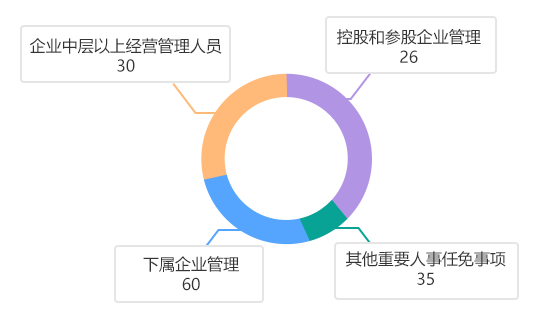 企业中层以上经营管理人员
30
控股和参股企业管理
26
下属企业管理
60
其他重要人事任免事项
35